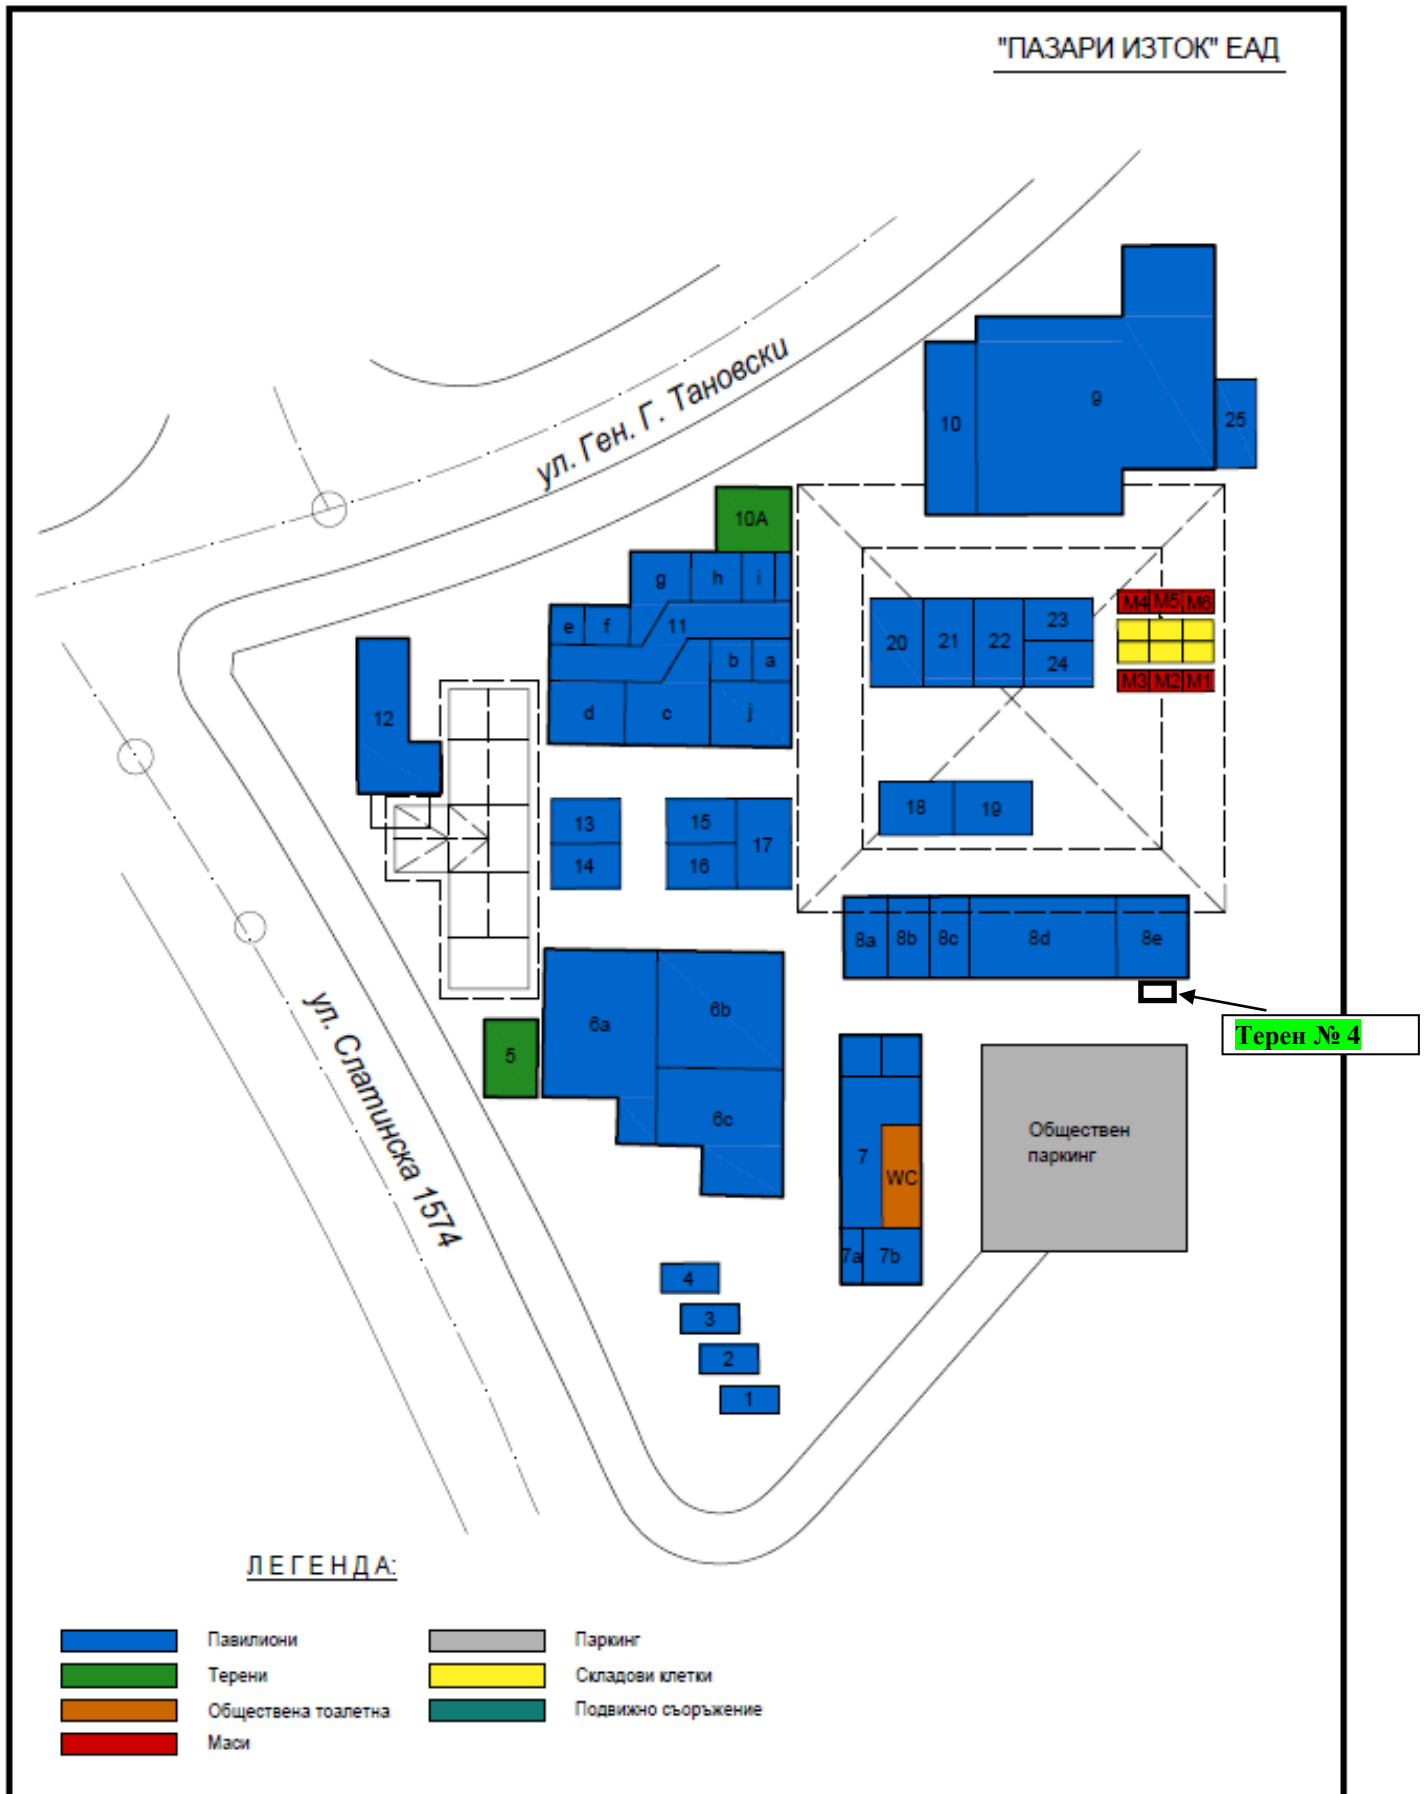 "ПАЗАРИ ИЗТОК" ЕАД
ул. Ген. Г. Тановски
9
10
25
10A
g
h
i
e
f
11
b
a
d
c
j
20
21
22
23
24
M4
M5
M6
M3
M2
M1
12
13
14
15
16
17
18
19
8a
8b
8c
8d
8e
Терен № 4
6a
6b
6c
5
7
WC
7a
7b
Обществен
паркинг
ул. Слатинска 1574
4
3
2
1
ЛЕГЕНДА:
Павилиони
Терени
Обществена тоалетна
Маси
Паркинг
Складови клетки
Подвижно съоръжение